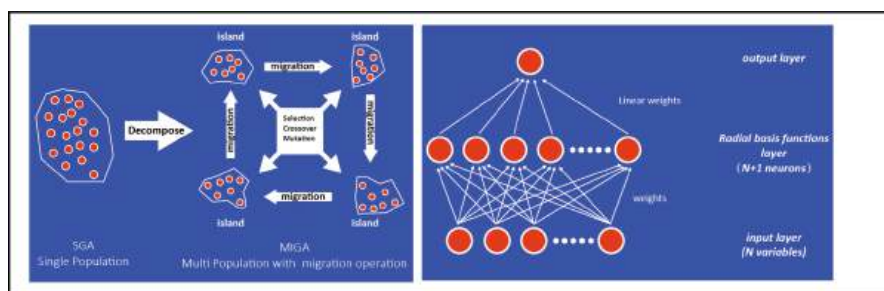 island
island
migration
Decompose
migration
Selection
Crossover
Mutation
migration
migration
island
island
SGA
Single Population
MIGA
Multi Population with migration operation
output layer
Linear weights
Radial basis functions
layer
(N+1 neurons)
weights
input layer
(N variables)